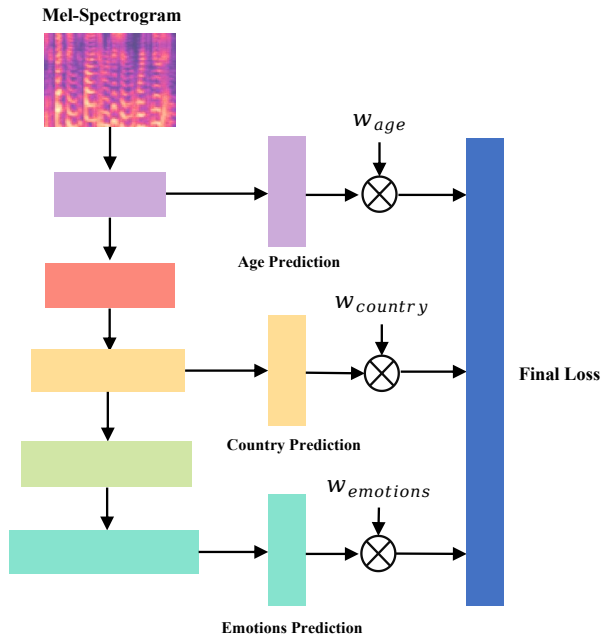 Mel-Spectrogram
w_age
Age Prediction
w_country
Final Loss
Country Prediction
w_emotions
Emotions Prediction